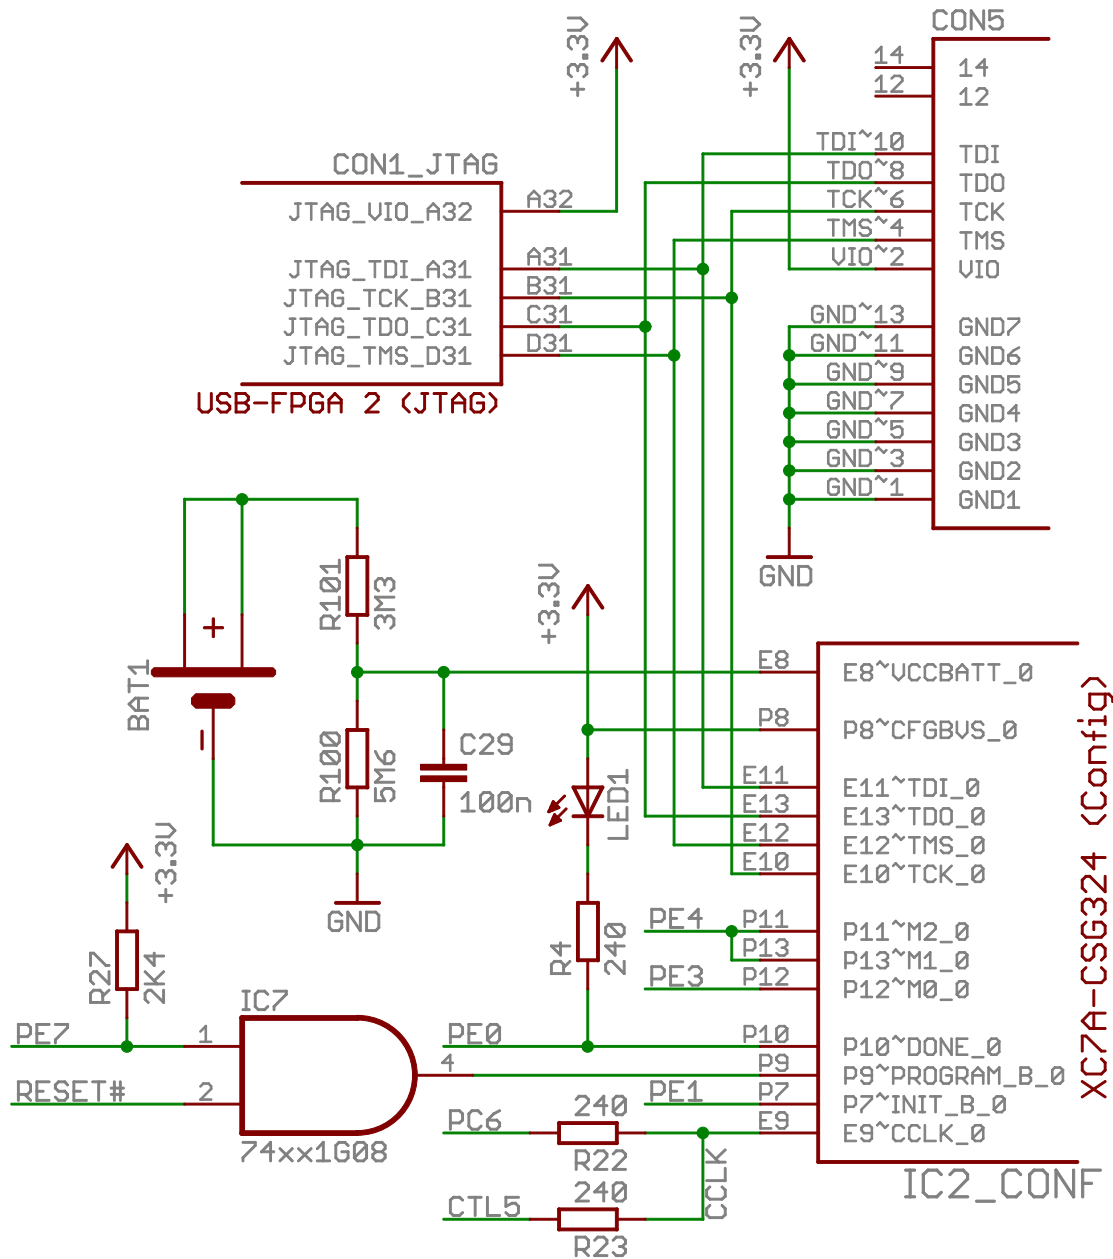 CON5
+3.3V
+3.3V
14
14
12
12
TDI~10
TDI
TDO~8
TDO
TCK~6
TCK
TMS~4
TMS
VIO~2
VIO
GND~13
GND7
GND~11
GND6
GND~9
GND5
GND~7
GND4
GND~5
GND3
GND~3
GND2
GND~1
GND1
GND
CON1_JTAG
JTAG_VIO_A32
A32
JTAG_TDI_A31
A31
JTAG_TCK_B31
B31
JTAG_TDO_C31
C31
JTAG_TMS_D31
D31
USB-FPGA 2 (JTAG)
BAT1
+
-
R101
3M3
R100
5M6
C29
100n
GND
+3.3V
LED1
R4
240
+3.3V
R27
2K4
IC7
PE7
1
RESET#
2
4
74xx1G08
E8
E8~VCCBATT_0
P8
P8~CFGBVS_0
E11
E11~TDI_0
E13
E13~TDO_0
E12
E12~TMS_0
E10
E10~TCK_0
PE4
P11
P11~M2_0
P13
P13~M1_0
PE3
P12
P12~M0_0
PE0
P10
P10~DONE_0
P9
P9~PROGRAM_B_0
PE1
P7
P7~INIT_B_0
PC6
240
R22
E9
E9~CCLK_0
CTL5
240
R23
CCLK
IC2_CONF
XC7A-CSG324 (Config)